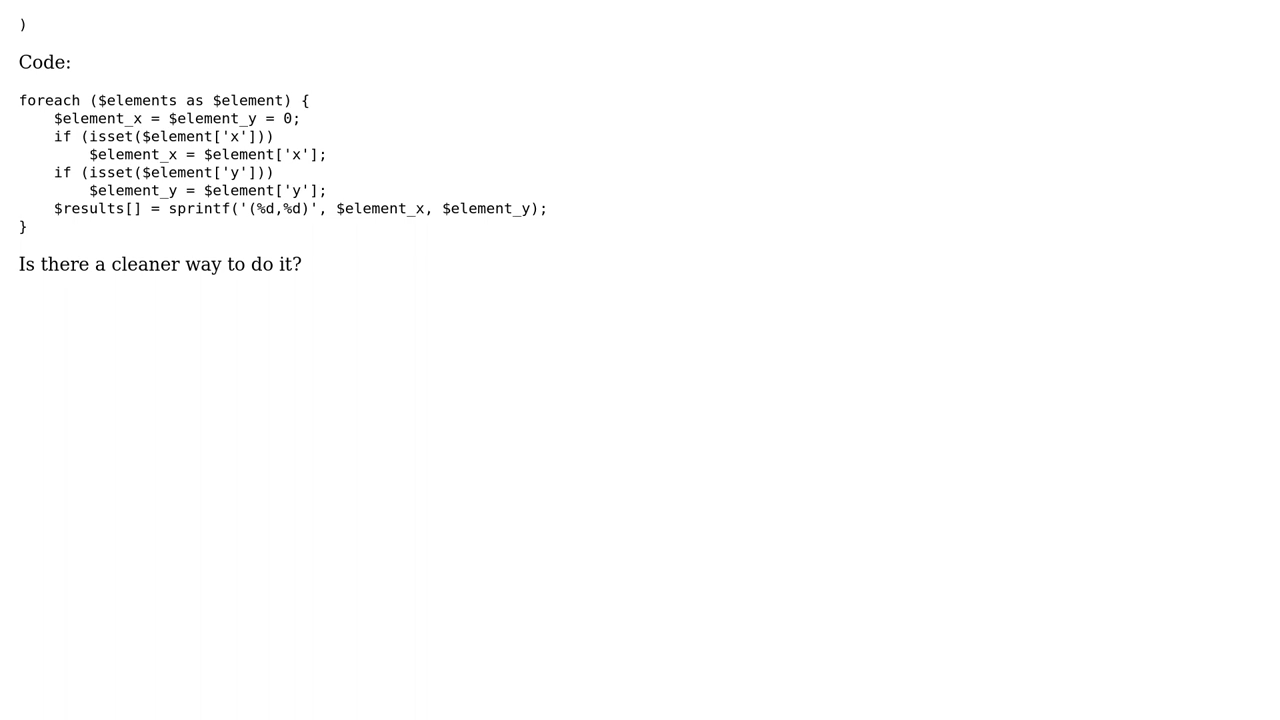 )
Code:
foreach ($elements as $element) {
    $element_x = $element_y = 0;
    if (isset($element['x']))
        $element_x = $element['x'];
    if (isset($element['y']))
        $element_y = $element['y'];
    $results[] = sprintf('(%d,%d)', $element_x, $element_y);
}
Is there a cleaner way to do it?